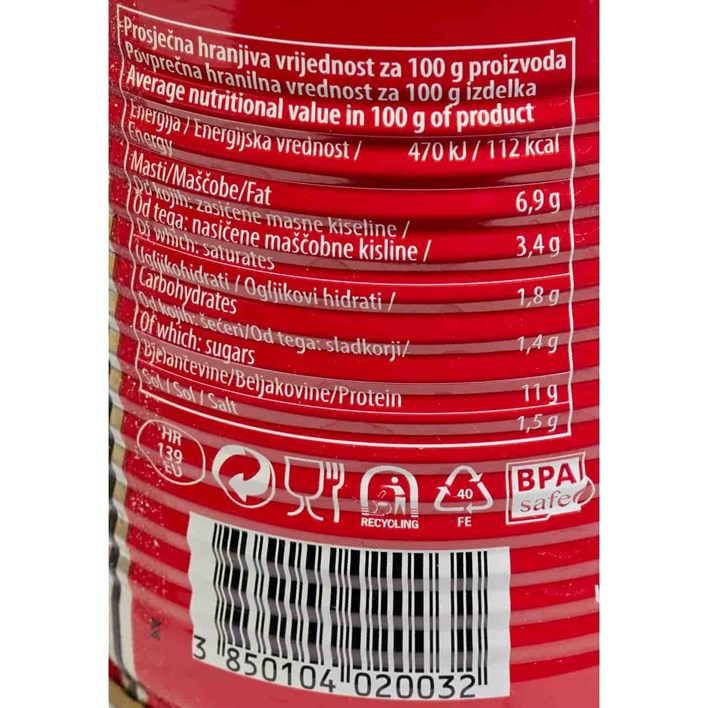 Prosječna hranjiva vrijednost za 100 g proizvoda
Povprečna hranilna vrednost za 100 g izdelka
Average nutritional value in 100 g of product
Energija / Energijska vrednost / 470 kJ / 112 kcal
Energy
Masti/Maščobe/Fat 6,9 g
Od kojih: zasićene masne kiseline /
Od tega: nasičene maščobne kisline / 3,4 g
Of which: saturates
Ugljikohidrati / Ogljikovi hidrati / 1,8 g
Carbohydrates
Od kojih: šećeri/Od tega: sladkorji/ 1,4 g
Of which: sugars
Bjelančevine/Beljakovine/Protein 11 g
Sol / Sol / Salt 1,5 g
HR
139
EU
RECYCLING
40
FE
BPA
safe
3 850104 020032